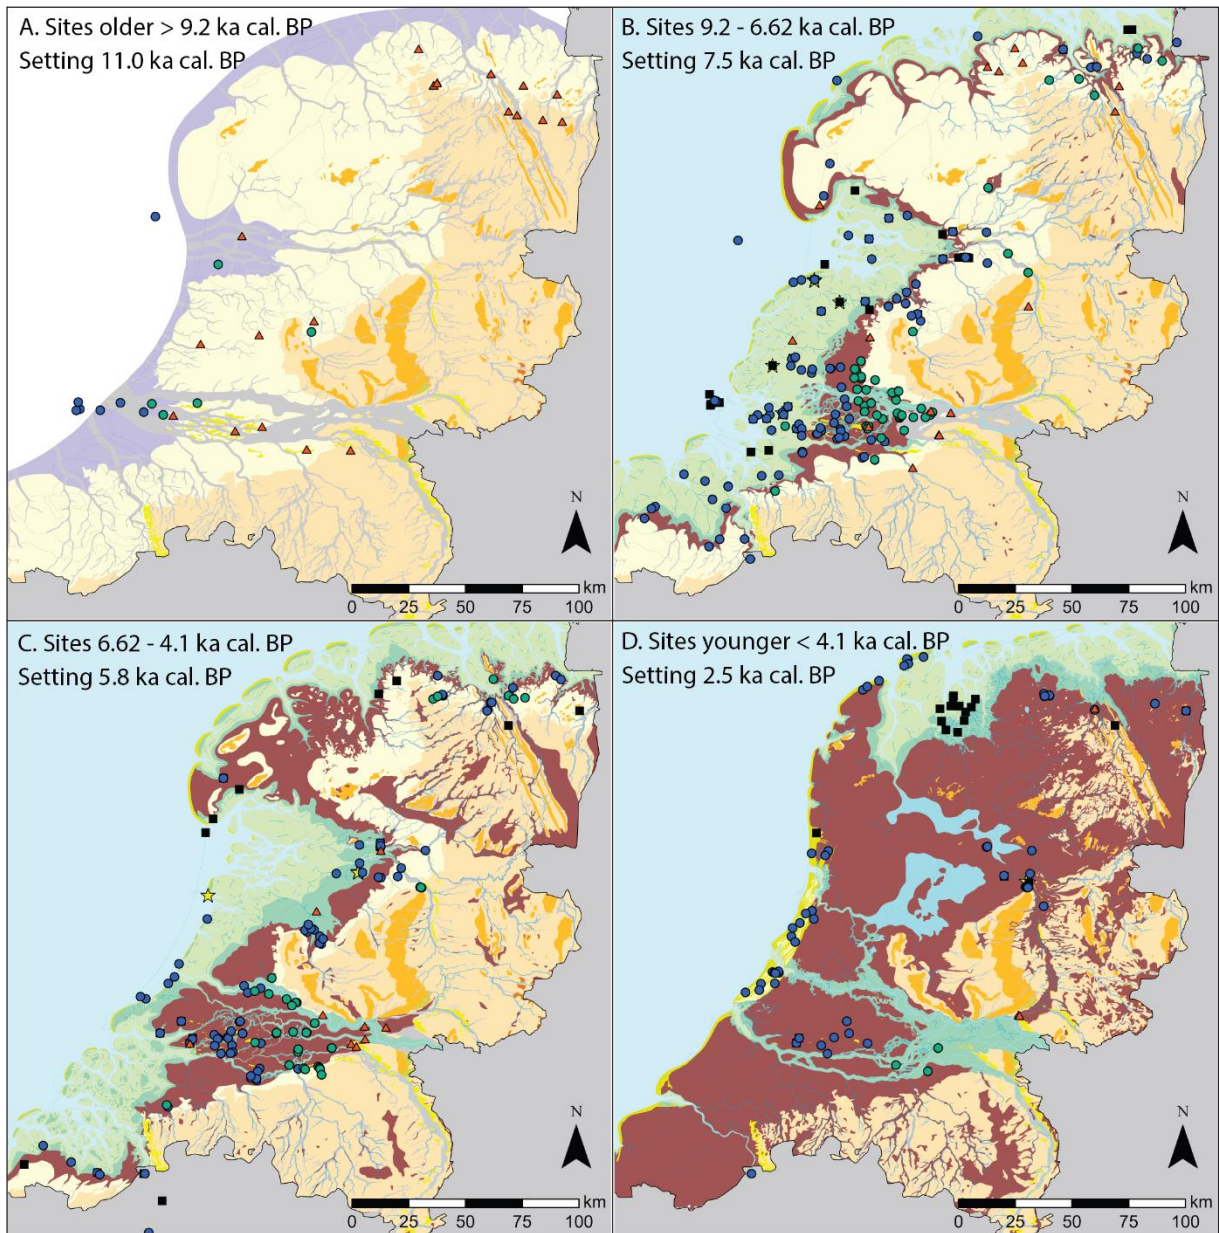 A. Sites older > 9.2 ka cal. BP
Setting 11.0 ka cal. BP
N
km
0 25 50 75 100
B. Sites 9.2 - 6.62 ka cal. BP
Setting 7.5 ka cal. BP
N
km
0 25 50 75 100
C. Sites 6.62 - 4.1 ka cal. BP
Setting 5.8 ka cal. BP
N
km
0 25 50 75 100
D. Sites younger < 4.1 ka cal. BP
Setting 2.5 ka cal. BP
N
km
0 25 50 75 100